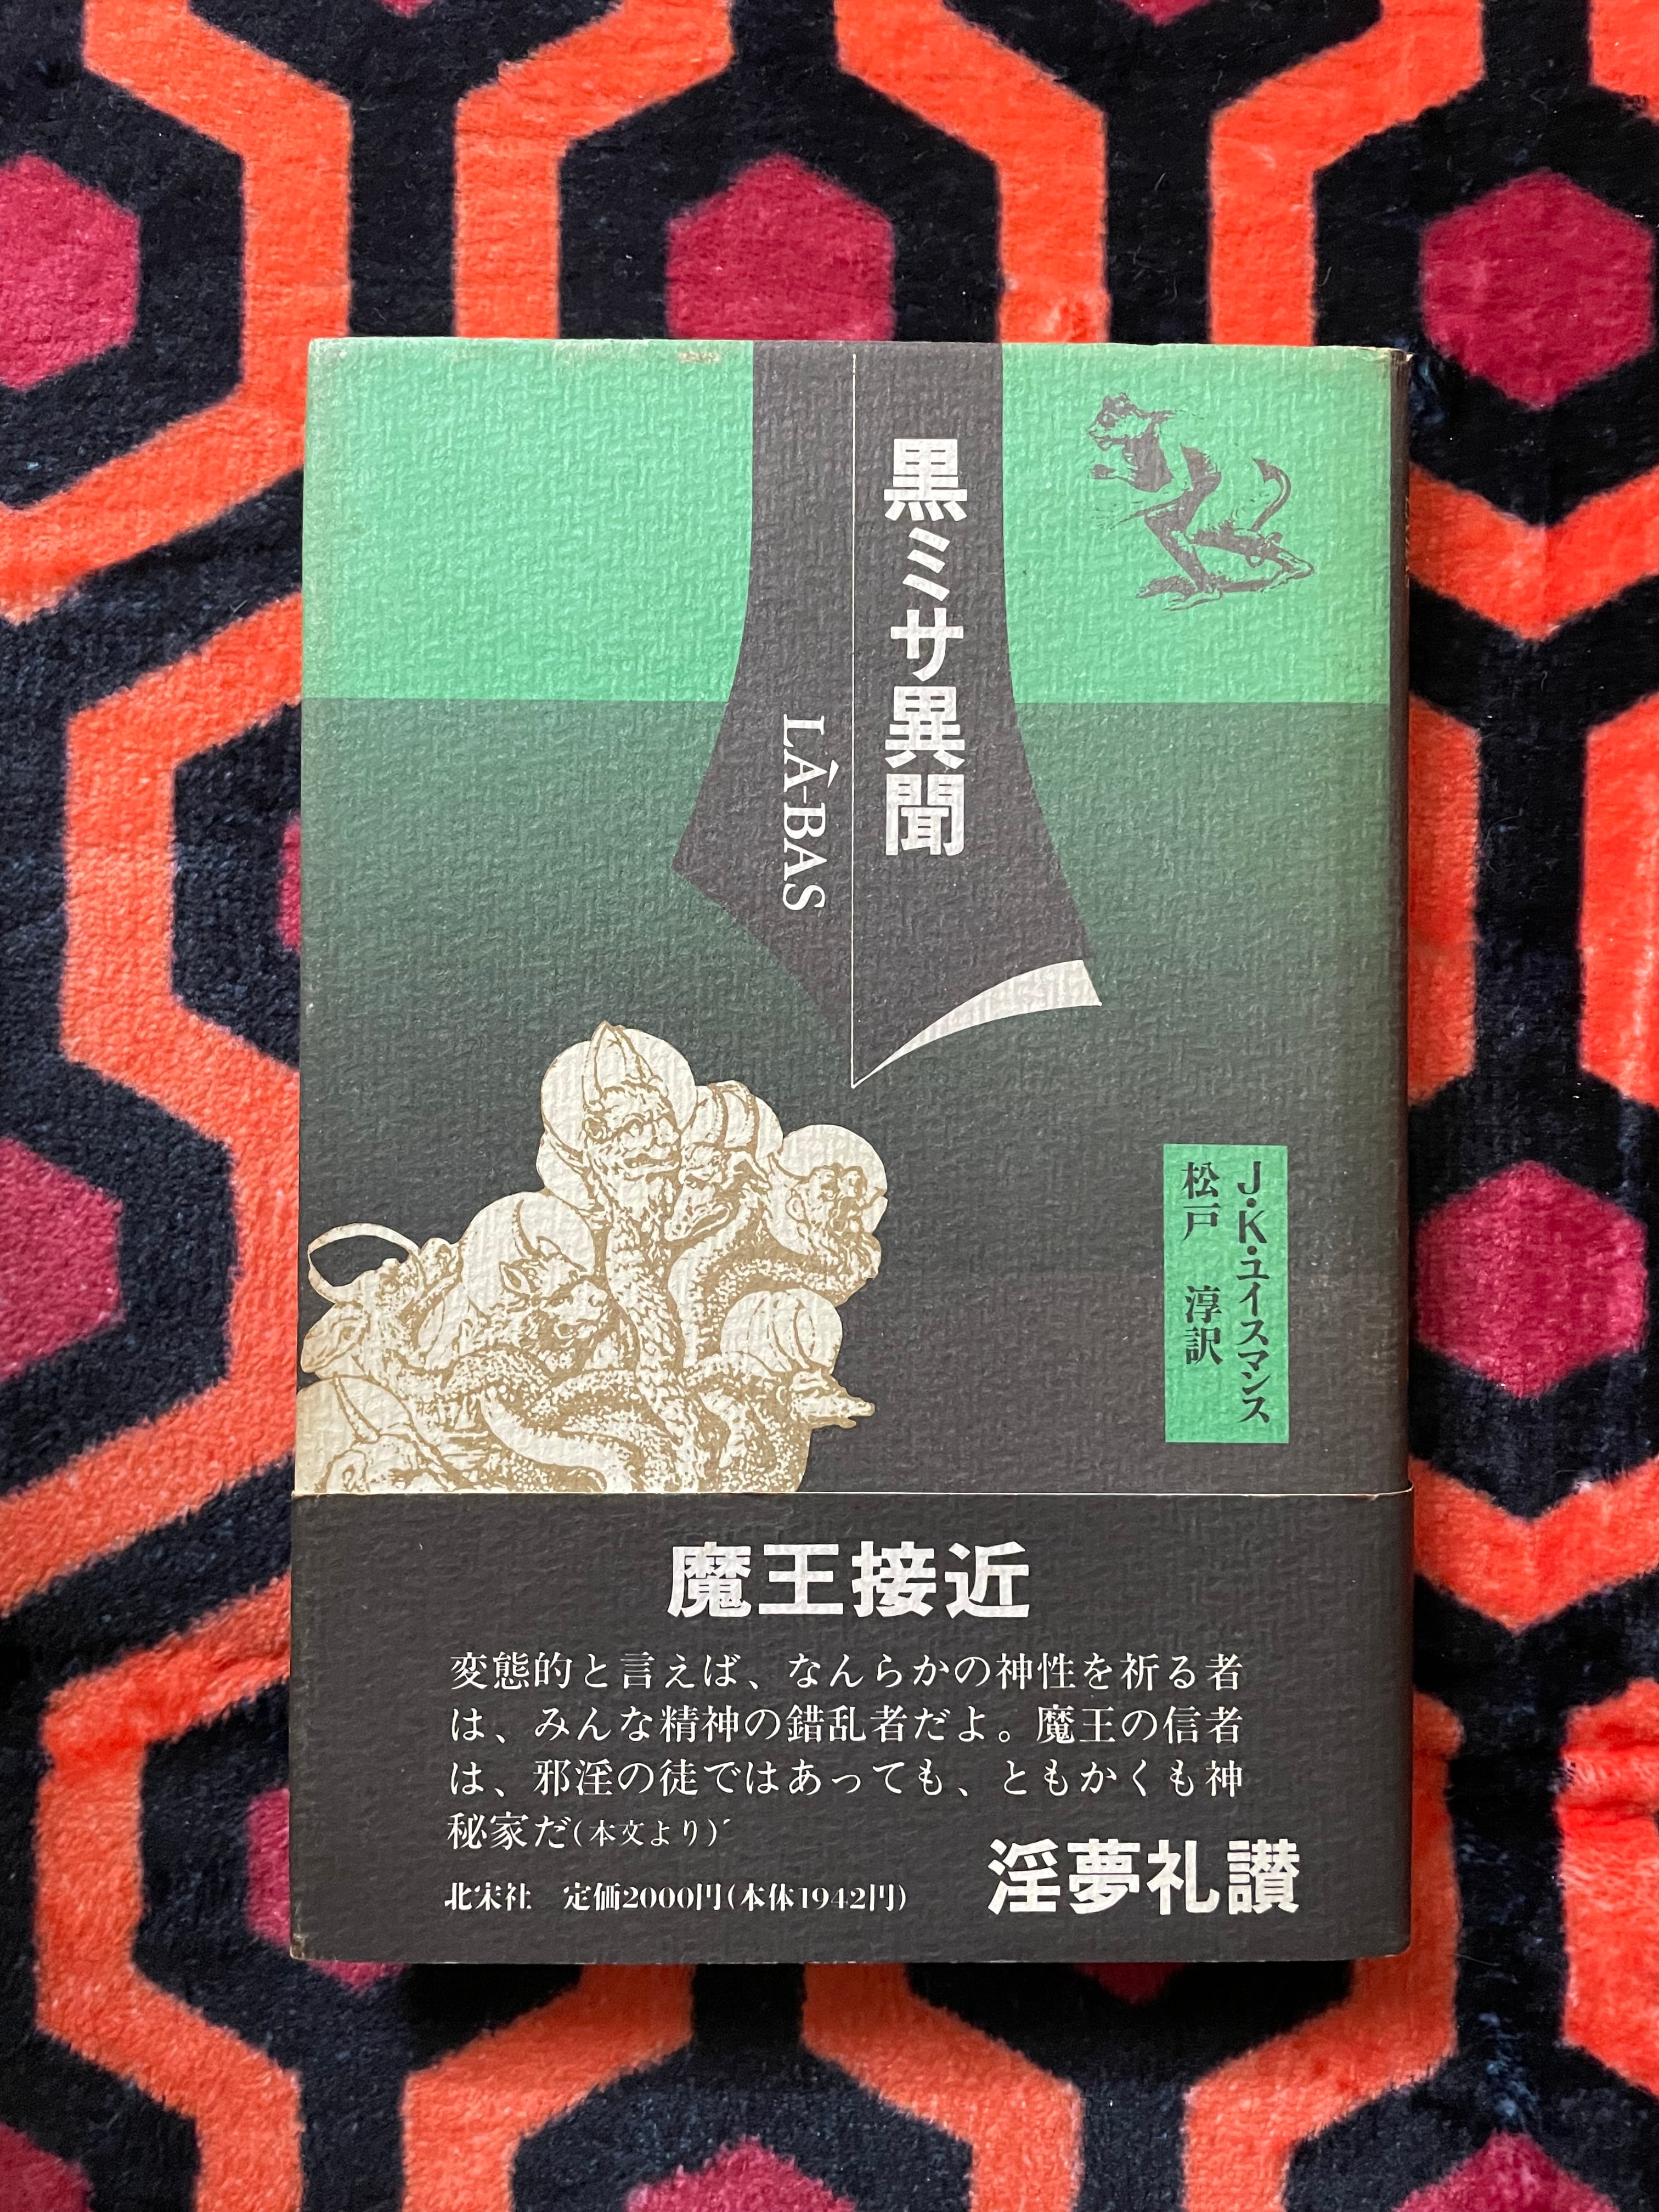 黒ミサ異聞
LÀ-BAS
J・K・ユイスマンス
松戸 淳訳
魔王接近
変態的と言えば、なんらかの神性を祈る者
は、みんな精神の錯乱者だよ。魔王の信者
は、邪淫の徒ではあっても、ともかくも神
秘家だ(本文より)
淫夢礼讃
北宋社 定価2000円(本体1942円)